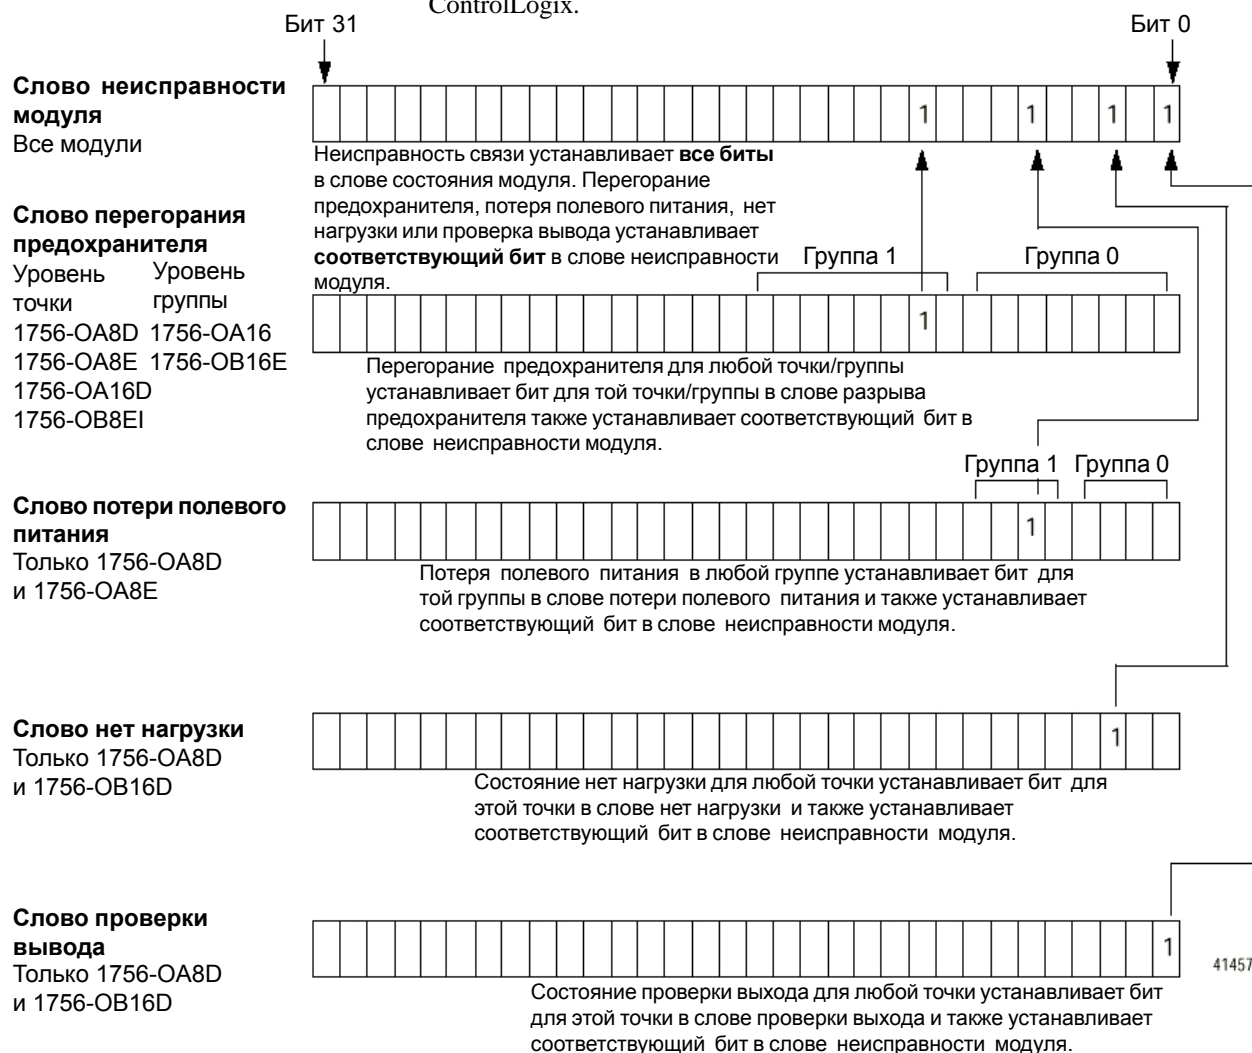 ControlLogix.
Бит 31
Бит 0
Слово неисправности
модуля
Все модули
1 1 1 1
Неисправность связи устанавливает все биты
в слове состояния модуля. Перегорание
предохранителя, потеря полевого питания, нет
нагрузки или проверка вывода устанавливает
соответствующий бит в слове неисправности
модуля.
Слово перегорания
предохранителя
Уровень Уровень
точки группы
1756-OA8D 1756-OA16
1756-OA8E 1756-OB16E
1756-OA16D
1756-OB8EI
Группа 1 Группа 0
1
Перегорание предохранителя для любой точки/группы
устанавливает бит для той точки/группы в слове разрыва
предохранителя также устанавливает соответствующий бит в
слове неисправности модуля.
Группа 1 Группа 0
Слово потери полевого
питания
Только 1756-OA8D
и 1756-OA8E
1
Потеря полевого питания в любой группе устанавливает бит для
той группы в слове потери полевого питания и также устанавливает
соответствующий бит в слове неисправности модуля.
Слово нет нагрузки
Только 1756-OA8D
и 1756-OB16D
1
Состояние нет нагрузки для любой точки устанавливает бит для
этой точки в слове нет нагрузки и также устанавливает
соответствующий бит в слове неисправности модуля.
Слово проверки
вывода
Только 1756-OA8D
и 1756-OB16D
1
41457
Состояние проверки выхода для любой точки устанавливает бит
для этой точки в слове проверки выхода и также устанавливает
соответствующий бит в слове неисправности модуля.